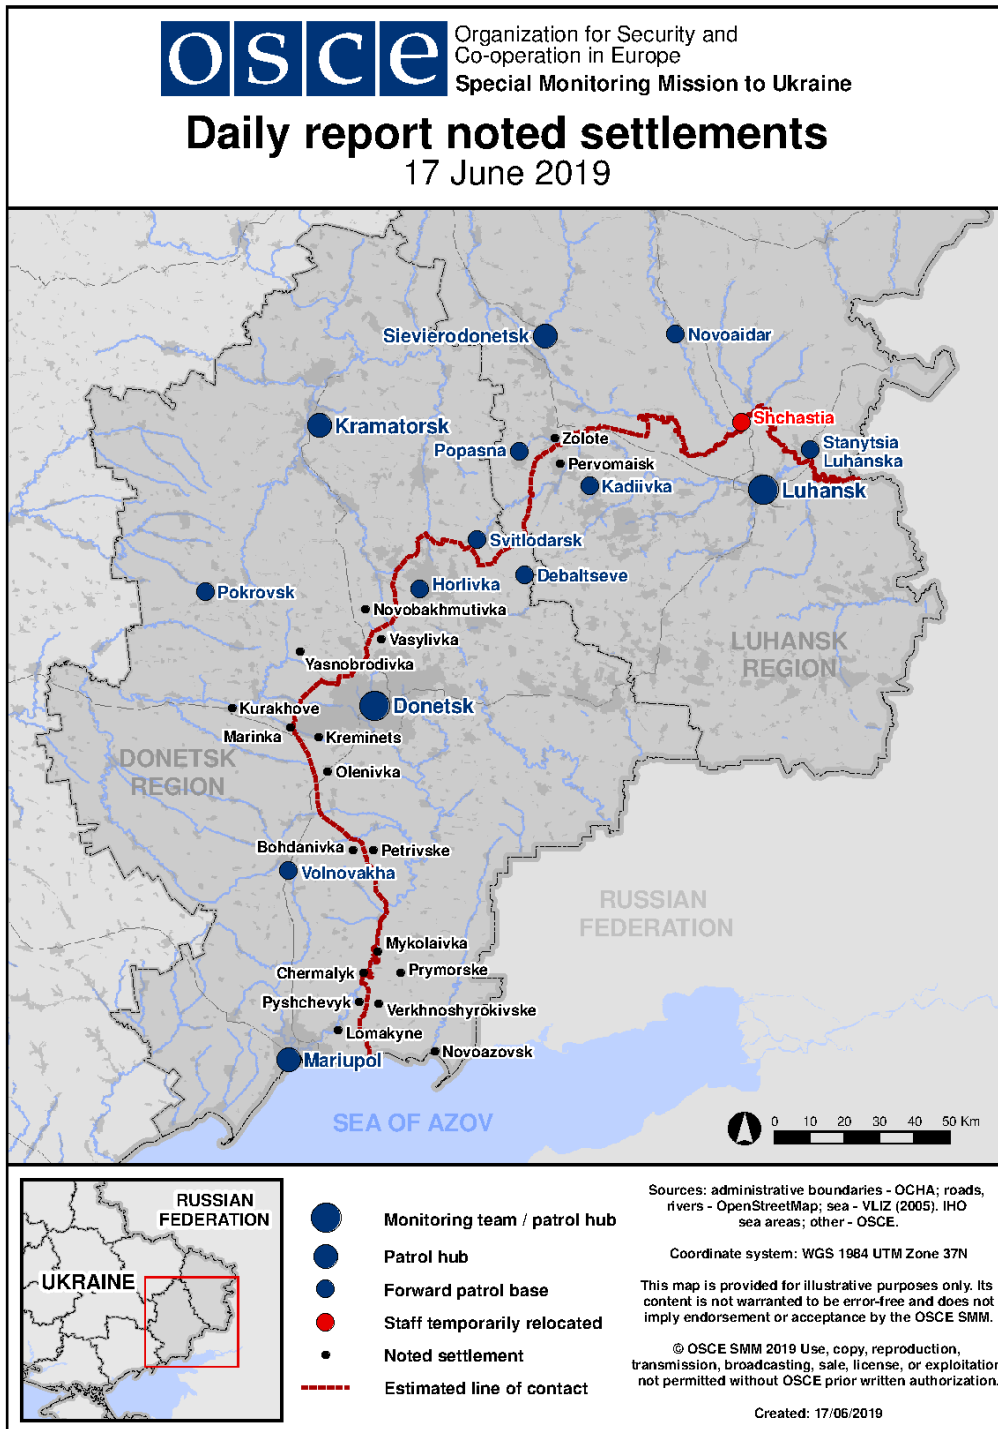 osce
Organization for Security and
Co-operation in Europe
Special Monitoring Mission to Ukraine
Daily report noted settlements
17 June 2019
Sievierodonetsk
Novoaidar
Shchastia
Kramatorsk
Zolote
Popasna
Stanytsia
Luhanska
Pervomaisk
Kadiivka
Luhansk
Svitlodarsk
Debaltseve
Horlivka
Pokrovsk
Novobakhmutivka
Vasylivka
LUHANSK
REGION
Yasnobrodivka
Kurakhove
Donetsk
Marinka
Kreminets
DONETSK
REGION
Olenivka
Bohdanivka
Petrivske
Volnovakha
RUSSIAN
FEDERATION
Mykolaivka
Chermalyk
Prymorske
Pyshchevyk
Verkhnoshyrokivske
Lomakyne
Novoazovsk
Mariupol
SEA OF AZOV
0 10 20 30 40 50 Km
RUSSIAN
FEDERATION
UKRAINE
Monitoring team / patrol hub
Patrol hub
Forward patrol base
Staff temporarily relocated
Noted settlement
Estimated line of contact
Sources: administrative boundaries - OCHA; roads,
rivers - OpenStreetMap; sea - VLIZ (2005). IHO
sea areas; other - OSCE.
Coordinate system: WGS 1984 UTM Zone 37N
This map is provided for illustrative purposes only. Its
content is not warranted to be error-free and does not
imply endorsement or acceptance by the OSCE SMM.
© OSCE SMM 2019 Use, copy, reproduction,
transmission, broadcasting, sale, license, or exploitation
not permitted without OSCE prior written authorization.
Created: 17/06/2019